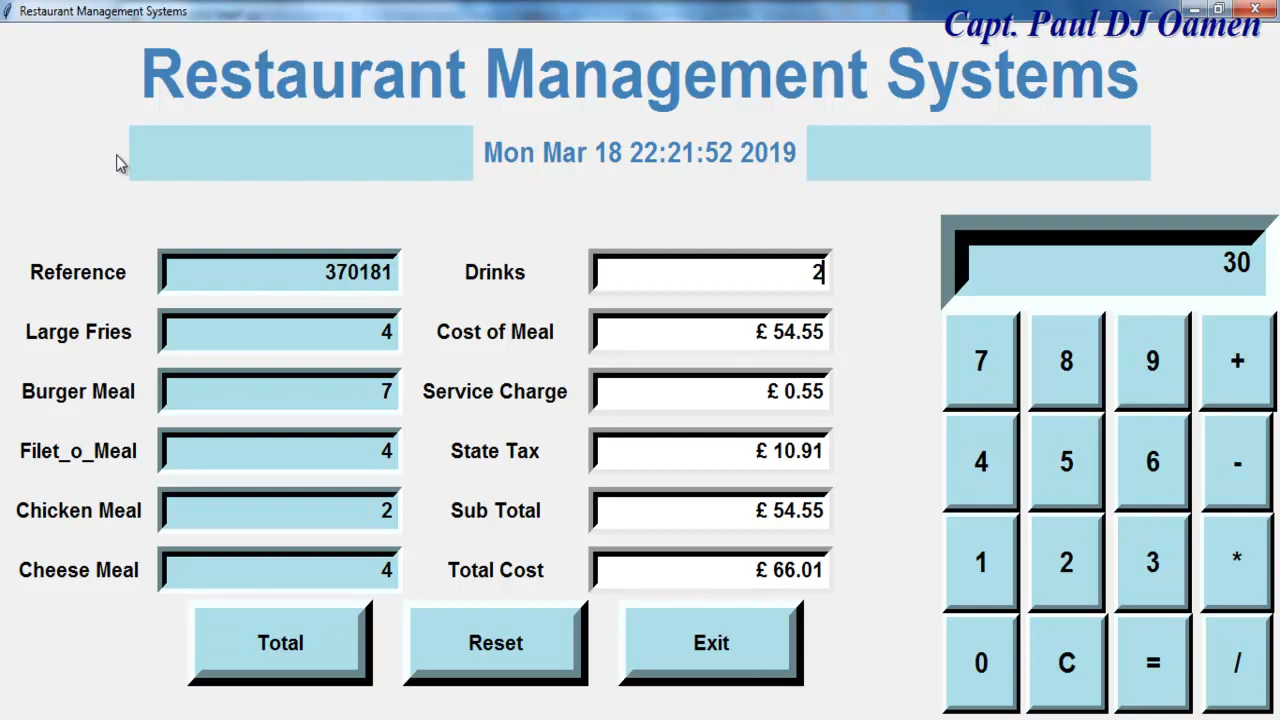 Restaurant Management Systems
Capt. Paul DJ Oamen
Restaurant Management Systems
Mon Mar 18 22:21:52 2019
Reference 370181 Drinks 2
Large Fries 4 Cost of Meal £ 54.55
Burger Meal 7 Service Charge £ 0.55
Filet_o_Meal 4 State Tax £ 10.91
Chicken Meal 2 Sub Total £ 54.55
Cheese Meal 4 Total Cost £ 66.01
Total Reset Exit
30
7 8 9 +
4 5 6 -
1 2 3 *
0 C = /